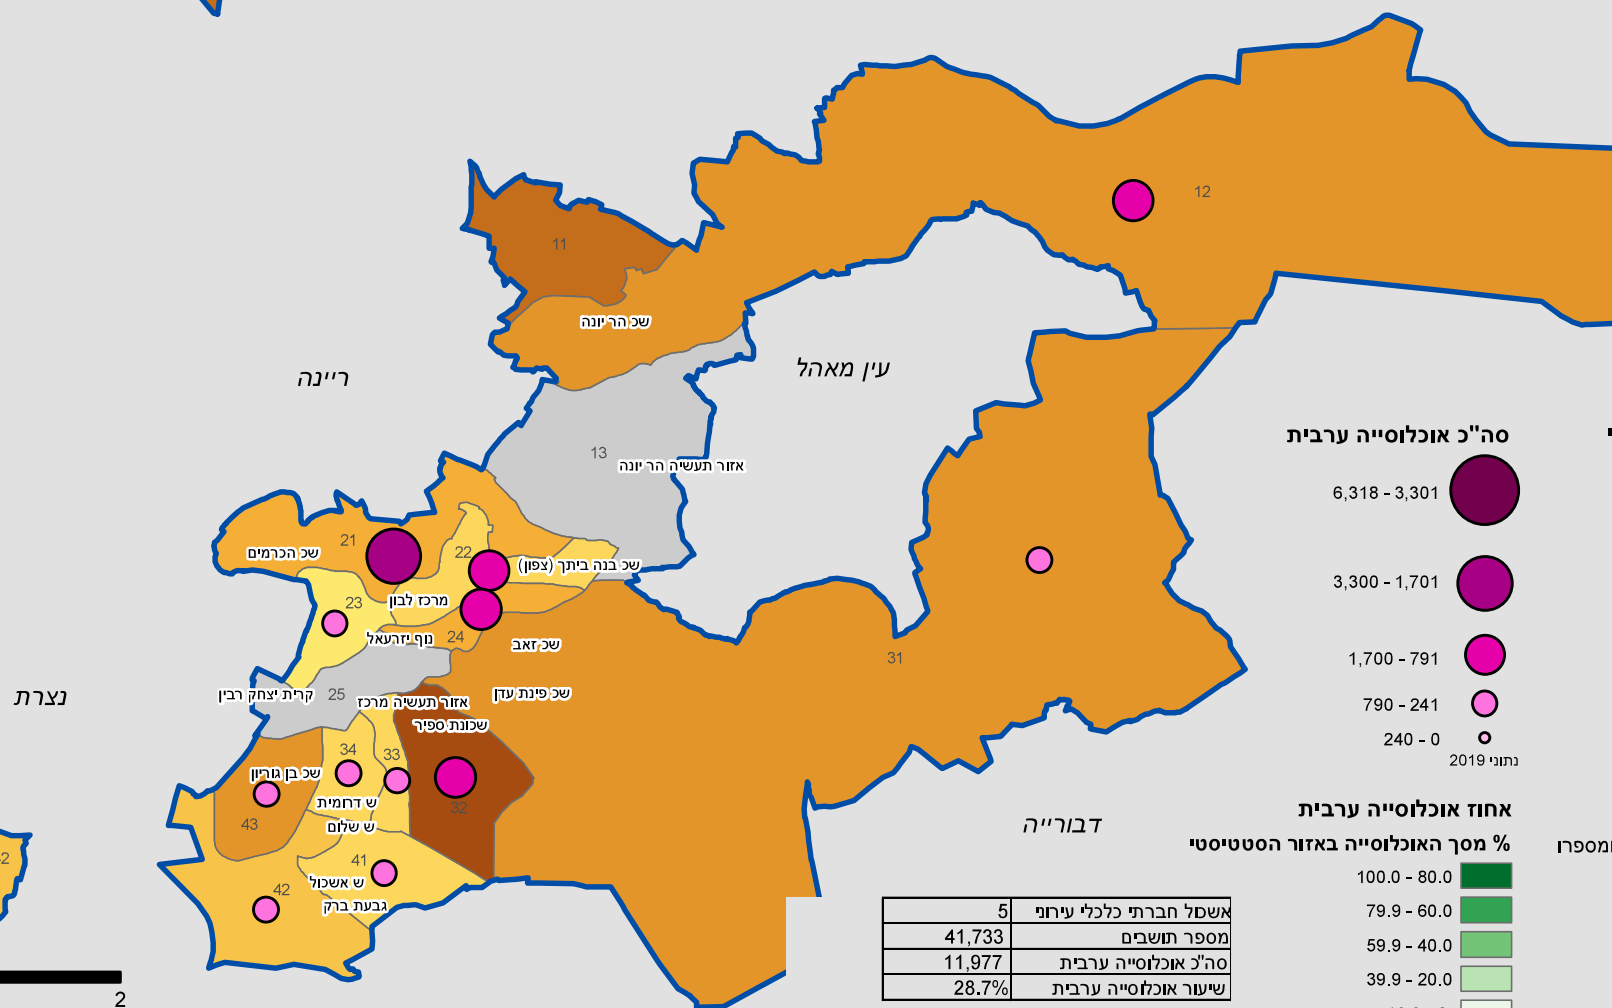 12
11
שכ הר יונה
עין מאהל
ריינה
13
אזור תעשיה הר יונה
21
שכ הכרמים
22
שכ בנה ביתך (צפון)
23
מרכז לבון
24
נוף יזרעאל
שכ זאב
31
שכ פינת עדן
25
קרית יצחק רבין
אזור תעשיה מרכז
שכונת ספיר
נצרת
34
33
שכ בן גוריון
ש דרומית
32
43
ש שלום
41
ש אשכול
42
גבעת ברק
דבורייה
2
סה"כ אוכלוסייה ערבית
6,318 - 3,301
3,300 - 1,701
1,700 - 791
790 - 241
240 - 0
נתוני 2019
אחוז אוכלוסייה ערבית
% מסך האוכלוסייה באזור הסטטיסטי
100.0 - 80.0
79.9 - 60.0
59.9 - 40.0
39.9 - 20.0
אשכול חברתי כלכלי עירוני 5
מספר תושבים 41,733
סה"כ אוכלוסייה ערבית 11,977
שיעור אוכלוסייה ערבית 28.7%